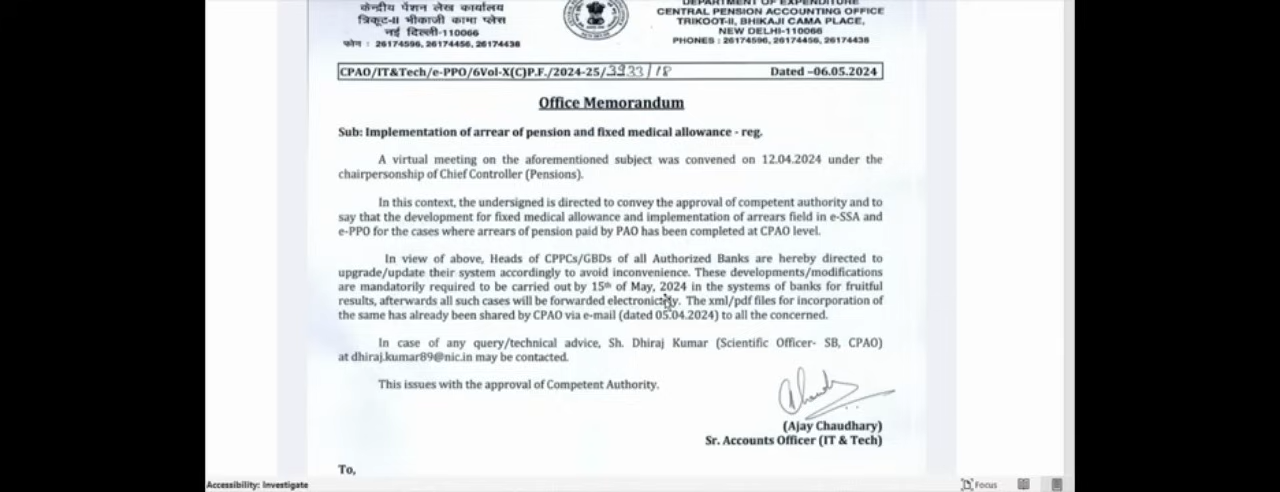 केन्द्रीय पेंशन लेखा कार्यालय
त्रिकूट-II भीकाजी कामा प्लेस
नई दिल्ली-110066
फोन : 26174596, 26174456, 26174438
DEPARTMENT OF EXPENDITURE
CENTRAL PENSION ACCOUNTING OFFICE
TRIKOOT-II, BHIKAJI CAMA PLACE,
NEW DELHI-110066
PHONES : 26174596, 26174456, 26174438
CPAO/IT&Tech/e-PPO/6Vol-X(C)P.F./2024-25/3933/18 Dated –06.05.2024
Office Memorandum
Sub: Implementation of arrear of pension and fixed medical allowance - reg.
A virtual meeting on the aforementioned subject was convened on 12.04.2024 under the
chairpersonship of Chief Controller (Pensions).
In this context, the undersigned is directed to convey the approval of competent authority and to
say that the development for fixed medical allowance and implementation of arrears field in e-SSA and
e-PPO for the cases where arrears of pension paid by PAO has been completed at CPAO level.
In view of above, Heads of CPPCs/GBDs of all Authorized Banks are hereby directed to
upgrade/update their system accordingly to avoid inconvenience. These developments/modifications
are mandatorily required to be carried out by 15th of May, 2024 in the systems of banks for fruitful
results, afterwards all such cases will be forwarded electronically. The xml/pdf files for incorporation of
the same has already been shared by CPAO via e-mail (dated 05.04.2024) to all the concerned.
In case of any query/technical advice, Sh. Dhiraj Kumar (Scientific Officer- SB, CPAO)
at dhiraj.kumar89@nic.in may be contacted.
This issues with the approval of Competent Authority.
(Ajay Chaudhary)
Sr. Accounts Officer (IT & Tech)
To,
Accessibility: Investigate
Focus